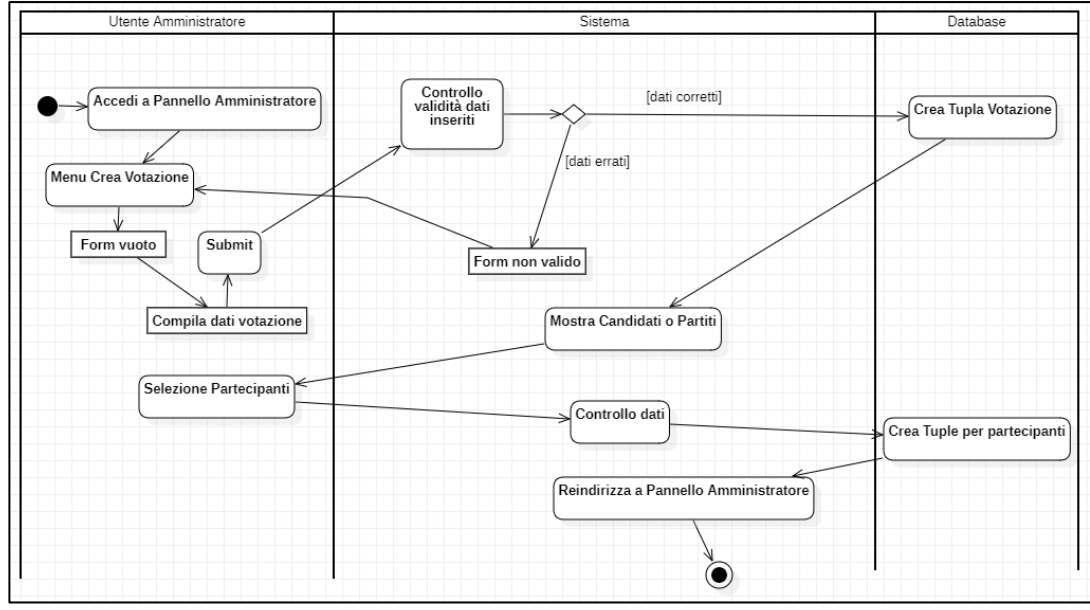 Utente Amministratore
Sistema
Database
Accedi a Pannello Amministratore
Controllo
validità dati
inseriti
[dati corretti]
Crea Tupla Votazione
[dati errati]
Menu Crea Votazione
Form vuoto
Submit
Form non valido
Compila dati votazione
Mostra Candidati o Partiti
Selezione Partecipanti
Controllo dati
Crea Tuple per partecipanti
Reindirizza a Pannello Amministratore